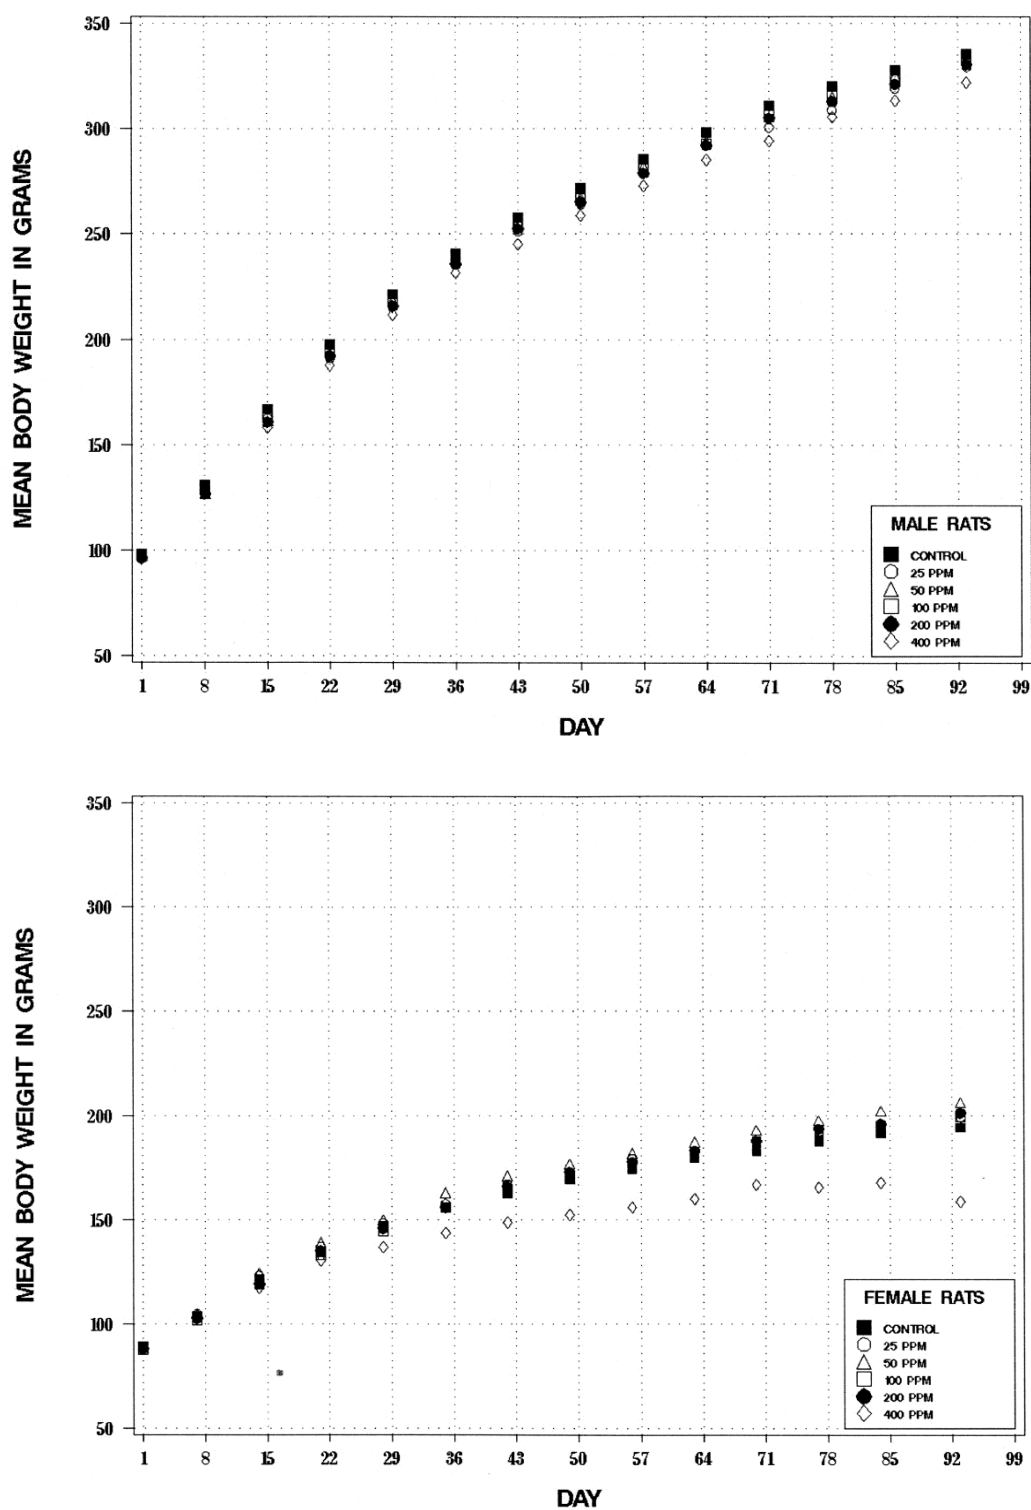 350
300
250
200
150
100
50
MEAN BODY WEIGHT IN GRAMS
MALE RATS
CONTROL
25 PPM
50 PPM
100 PPM
200 PPM
400 PPM
1 8 15 22 29 36 43 50 57 64 71 78 85 92 99
DAY
350
300
250
200
150
100
50
MEAN BODY WEIGHT IN GRAMS
FEMALE RATS
CONTROL
25 PPM
50 PPM
100 PPM
200 PPM
400 PPM
1 8 15 22 29 36 43 50 57 64 71 78 85 92 99
DAY